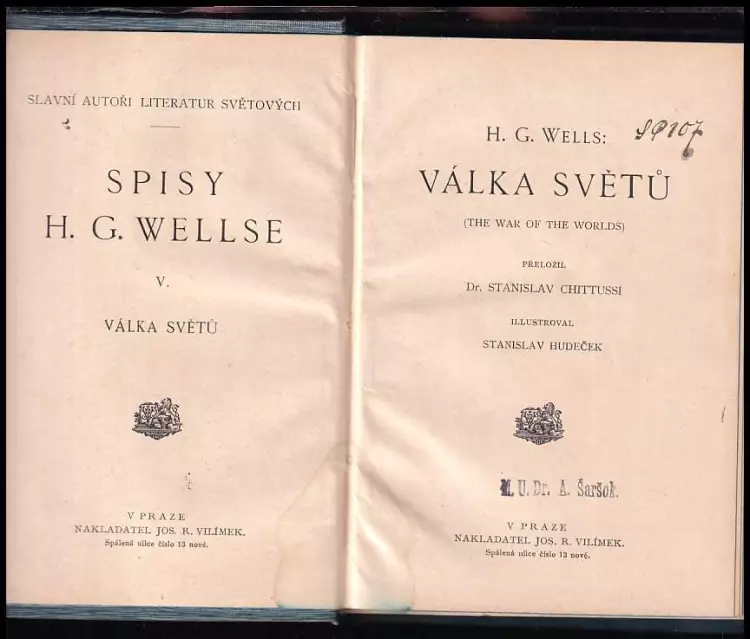 SLAVNÍ AUTOŘI LITERATUR SVĚTOVÝCH
SPISY
H. G. WELLSE
V.
VÁLKA SVĚTŮ
V PRAZE
NAKLADATEL JOS. R. VILÍMEK.
Spálená ulice číslo 13 nové.
H. G. WELLS:
VÁLKA SVĚTŮ
(THE WAR OF THE WORLDS)
PŘELOŽIL
Dr. STANISLAV CHITTUSSI
ILLUSTROVAL
STANISLAV HUDEČEK
M. U. Dr. A. Šaršok.
V PRAZE
NAKLADATEL JOS. R. VILÍMEK.
Spálená ulice číslo 13 nové.